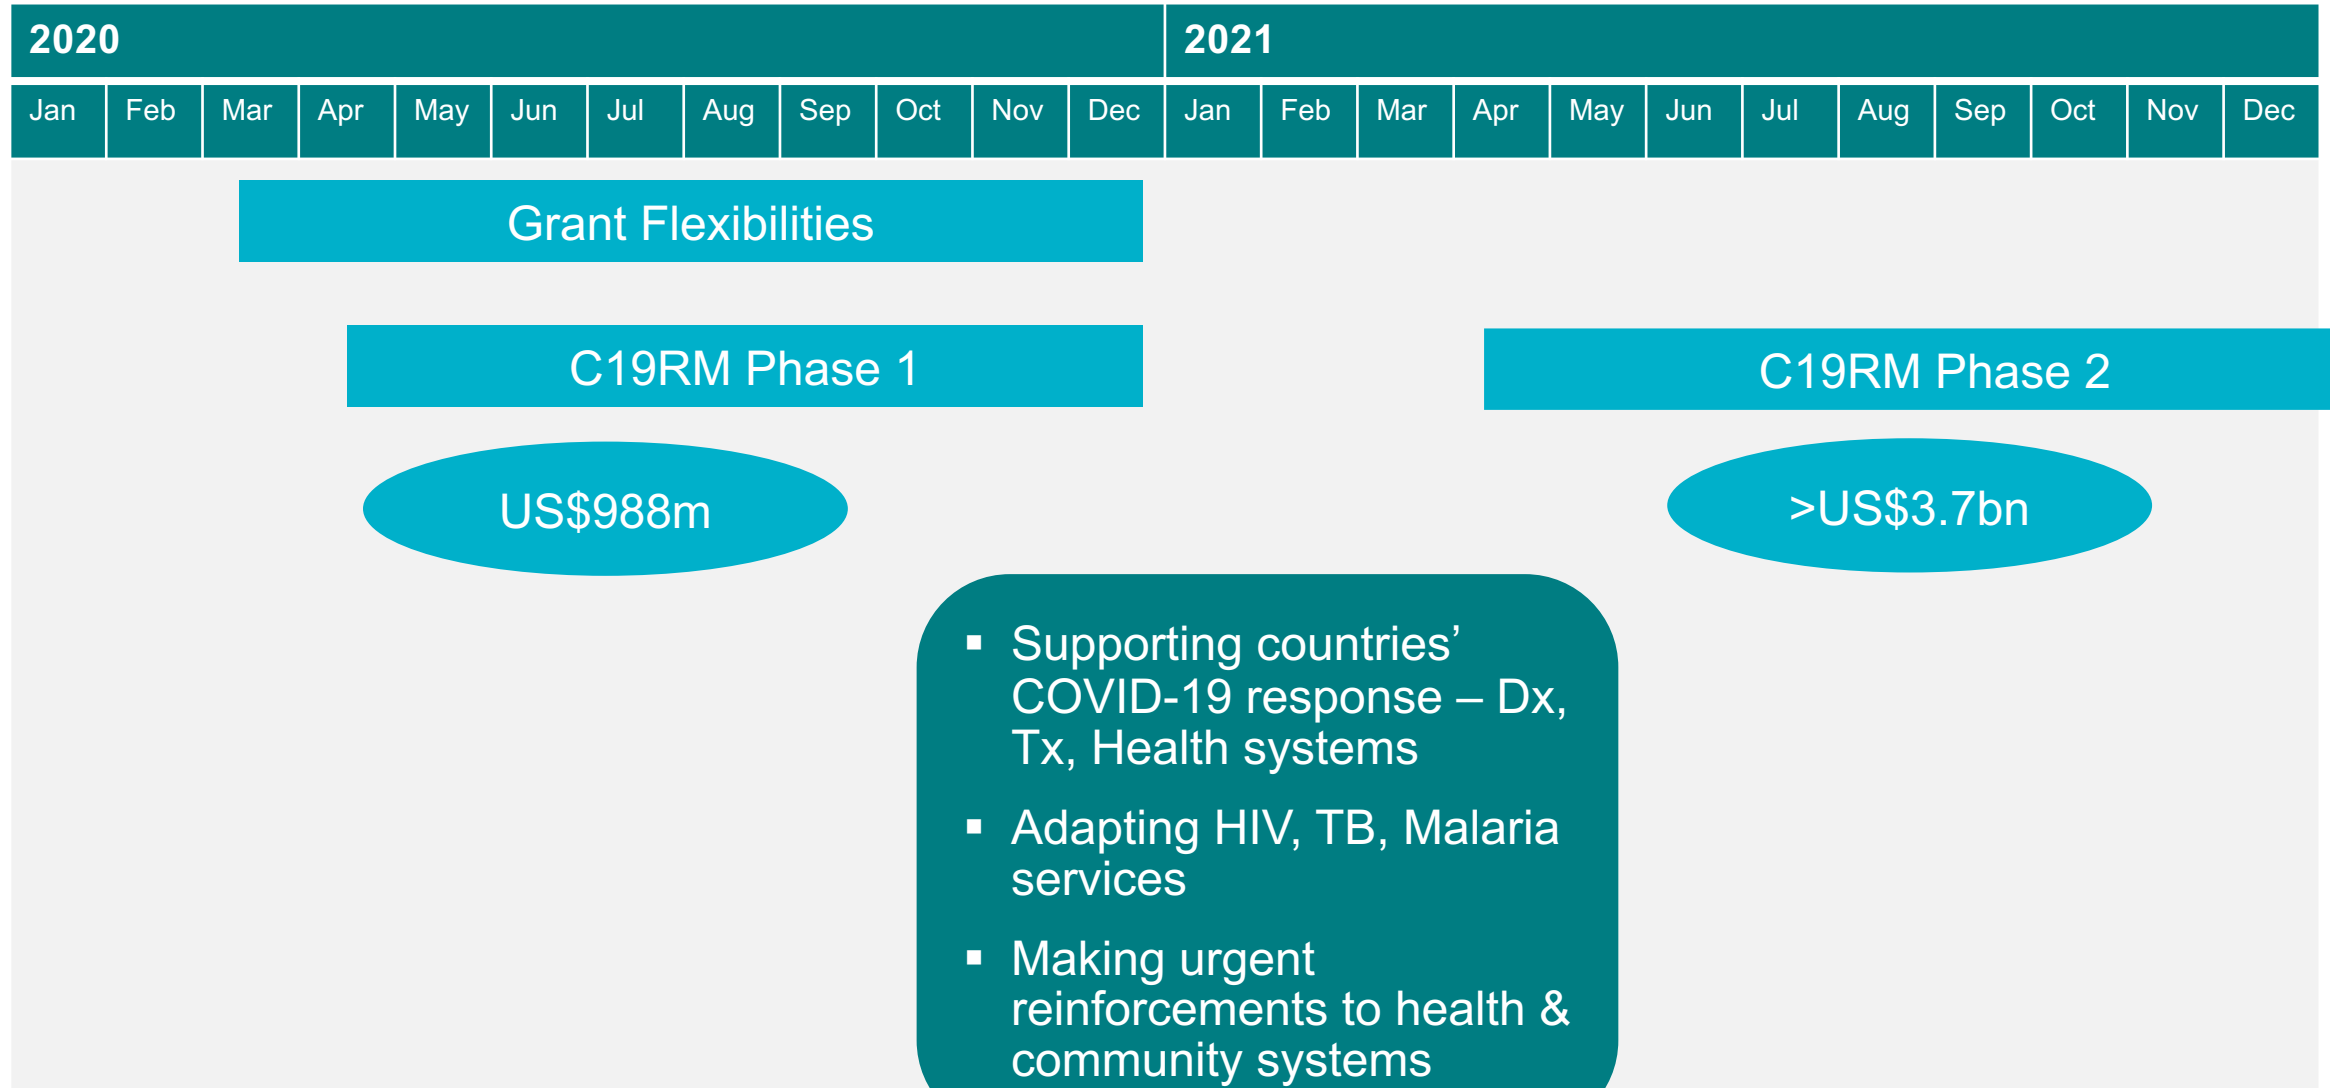 2020 2021
Jan Feb Mar Apr May Jun Jul Aug Sep Oct Nov Dec Jan Feb Mar Apr May Jun Jul Aug Sep Oct Nov Dec
Grant Flexibilities
C19RM Phase 1
C19RM Phase 2
US$988m
>US$3.7bn
▪ Supporting countries’
COVID-19 response – Dx,
Tx, Health systems
▪ Adapting HIV, TB, Malaria
services
▪ Making urgent
reinforcements to health &
community systems